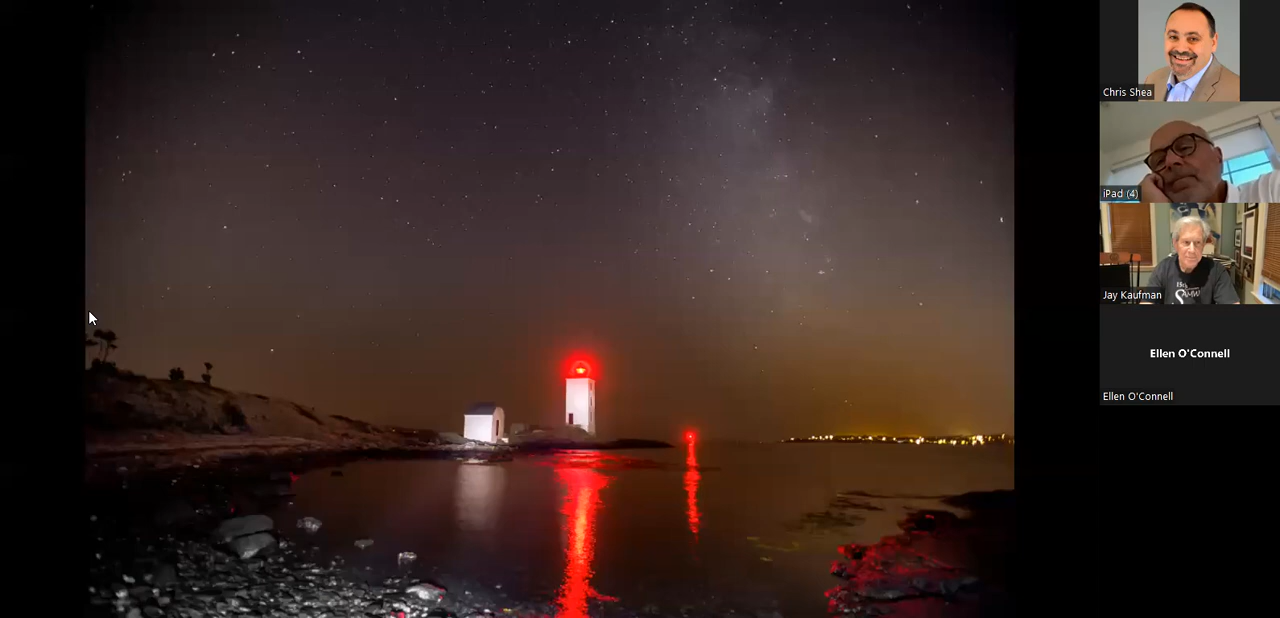 Chris Shea
iPad (4)
Jay Kaufman
Ellen O'Connell
Ellen O'Connell